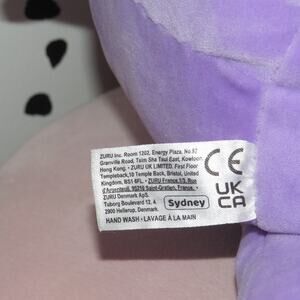 ZURU Inc. Room 1202, Energy Plaza, No.92
Granville Road, Tsim Sha Tsui East, Kowloon,
Hong Kong. • ZURU UK LIMITED. First Floor
Templeback,10 Temple Back, Bristol, United
Kingdom, BS1 6FL. • ZURU France 1/3, Rue
d'Arrachart, 95210 Saint-Gratien, France. •
ZURU Denmark ApS.
Tuborg Boulevard 12, 4
2900 Hellerup, Denmark.
Sydney
HAND WASH • LAVAGE À LA MAIN
CE
UK
CA